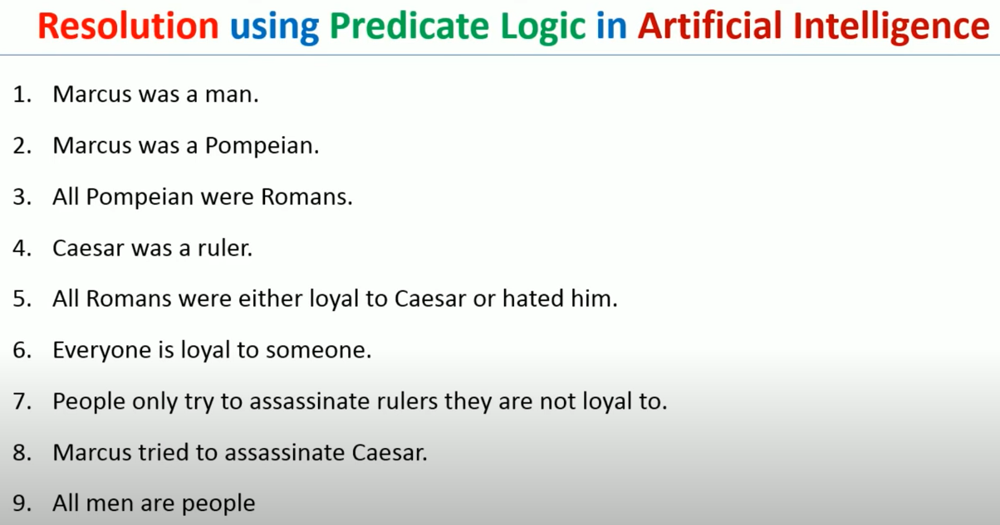 Resolution using Predicate Logic in Artificial Intelligence
1. Marcus was a man.
2. Marcus was a Pompeian.
3. All Pompeian were Romans.
4. Caesar was a ruler.
5. All Romans were either loyal to Caesar or hated him.
6. Everyone is loyal to someone.
7. People only try to assassinate rulers they are not loyal to.
8. Marcus tried to assassinate Caesar.
9. All men are people